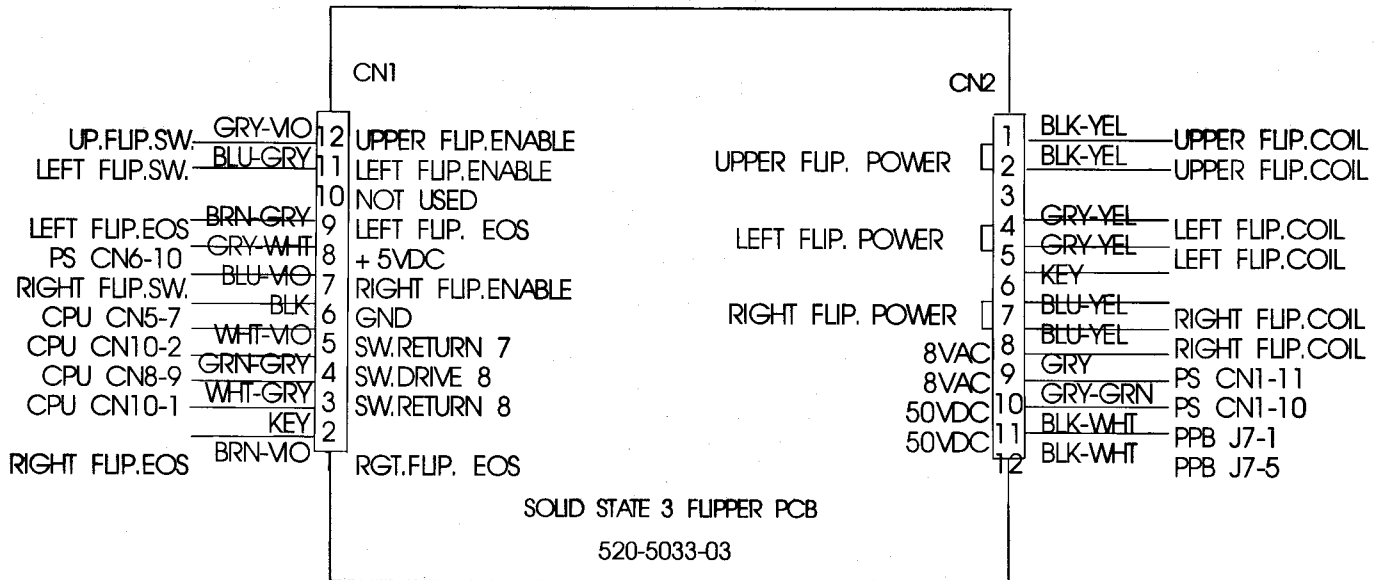 CN1
UP.FLIP.SW. GRY-VIO 12 UPPER FLIP.ENABLE
LEFT FLIP.SW. BLU-GRY 11 LEFT FLIP.ENABLE
10 NOT USED
LEFT FLIP.EOS BRN-GRY 9 LEFT FLIP. EOS
PS CN6-10 GRY-WHT 8 +5VDC
RIGHT FLIP.SW. BLU-VIO 7 RIGHT FLIP.ENABLE
CPU CN5-7 BLK 6 GND
CPU CN10-2 WHT-VIO 5 SW.RETURN 7
CPU CN8-9 GRN-GRY 4 SW.DRIVE 8
CPU CN10-1 WHT-GRY 3 SW.RETURN 8
KEY 2
RIGHT FLIP.EOS BRN-VIO RGT.FLIP. EOS
CN2
1 BLK-YEL UPPER FLIP.COIL
UPPER FLIP. POWER 2 BLK-YEL UPPER FLIP.COIL
3
4 GRY-YEL LEFT FLIP.COIL
LEFT FLIP. POWER 5 GRY-YEL LEFT FLIP.COIL
6 KEY
RIGHT FLIP. POWER 7 BLU-YEL RIGHT FLIP.COIL
8 BLU-YEL RIGHT FLIP.COIL
8VAC 9 GRY PS CN1-11
8VAC 10 GRY-GRN PS CN1-10
50VDC 11 BLK-WHT PPB J7-1
50VDC 12 BLK-WHT PPB J7-5
SOLID STATE 3 FLIPPER PCB
520-5033-03